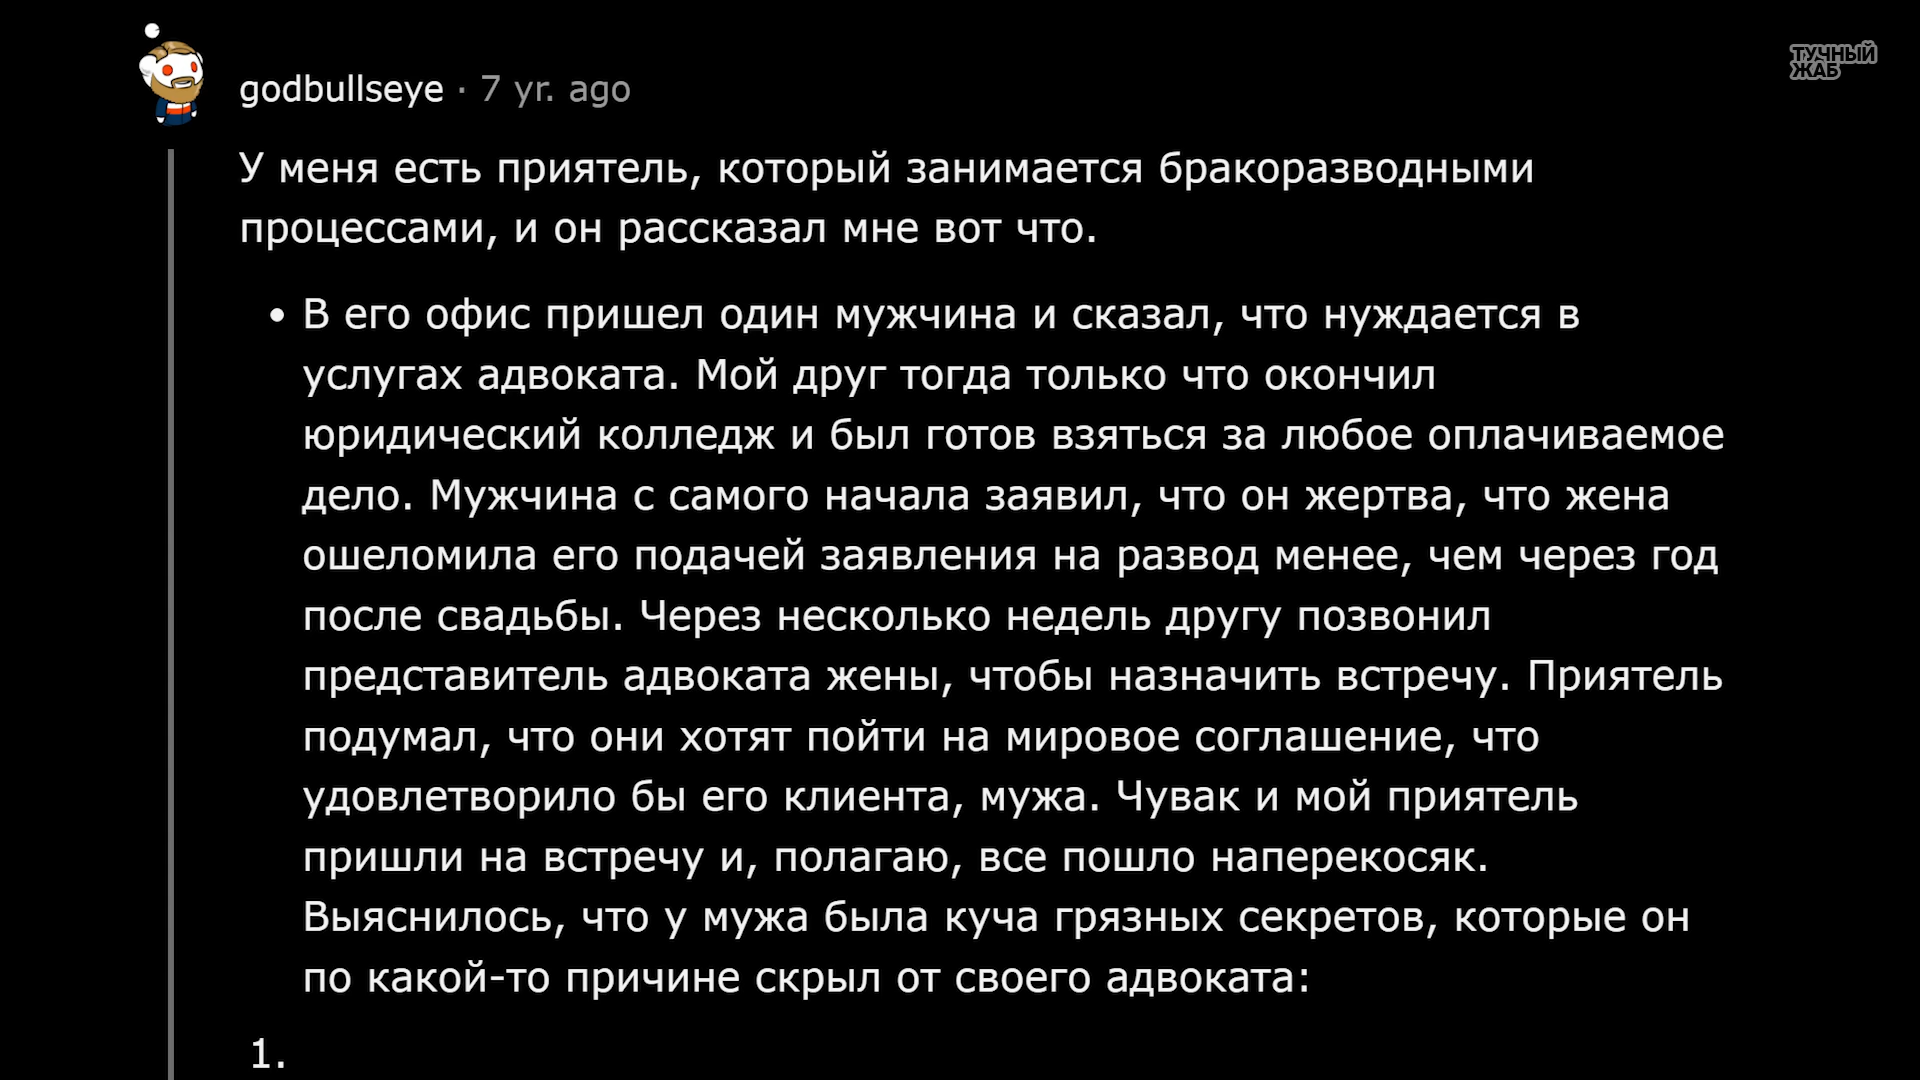 godbullseye · 7 yr. ago
ТУЧНЫЙ
ЖАБ
У меня есть приятель, который занимается бракоразводными
процессами, и он рассказал мне вот что.
• В его офис пришел один мужчина и сказал, что нуждается в
услугах адвоката. Мой друг тогда только что окончил
юридический колледж и был готов взяться за любое оплачиваемое
дело. Мужчина с самого начала заявил, что он жертва, что жена
ошеломила его подачей заявления на развод менее, чем через год
после свадьбы. Через несколько недель другу позвонил
представитель адвоката жены, чтобы назначить встречу. Приятель
подумал, что они хотят пойти на мировое соглашение, что
удовлетворило бы его клиента, мужа. Чувак и мой приятель
пришли на встречу и, полагаю, все пошло наперекосяк.
Выяснилось, что у мужа была куча грязных секретов, которые он
по какой-то причине скрыл от своего адвоката:
1.